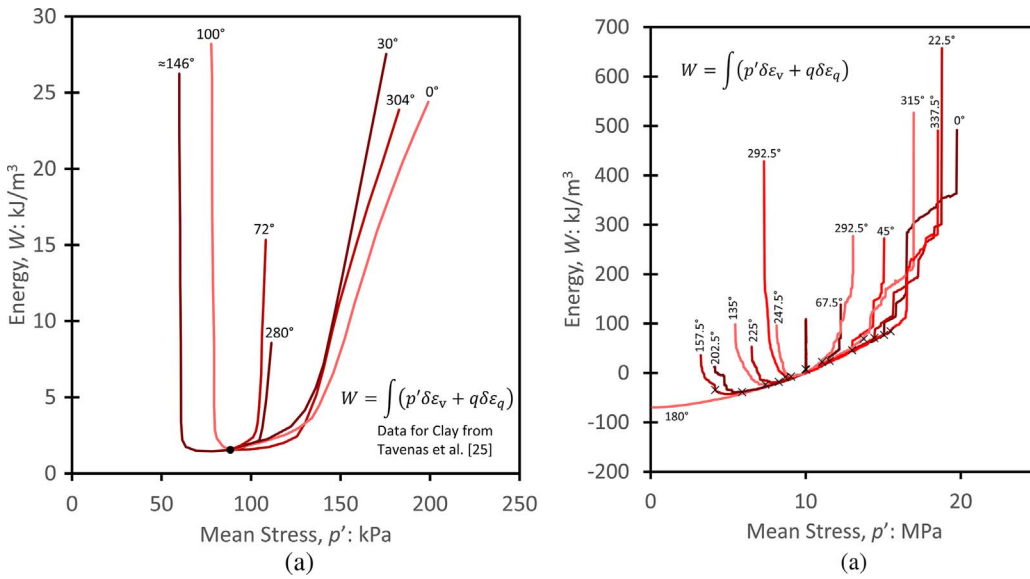 (a)
30
25
20
15
10
5
0
Energy, W: kJ/m³
≈146°
100°
30°
304°
0°
72°
280°
W = ∫(p′δεᵥ + qδε_q)
Data for Clay from
Tavenas et al. [25]
0 50 100 150 200 250
Mean Stress, p′: kPa
(a)
700
600
500
400
300
200
100
0
-100
-200
Energy, W: kJ/m³
W = ∫(p′δεᵥ + qδε_q)
22.5°
315°
337.5°
0°
292.5°
292.5°
45°
67.5°
247.5°
135°
225°
157.5°
202.5°
180°
0 10 20
Mean Stress, p′: MPa
(a)